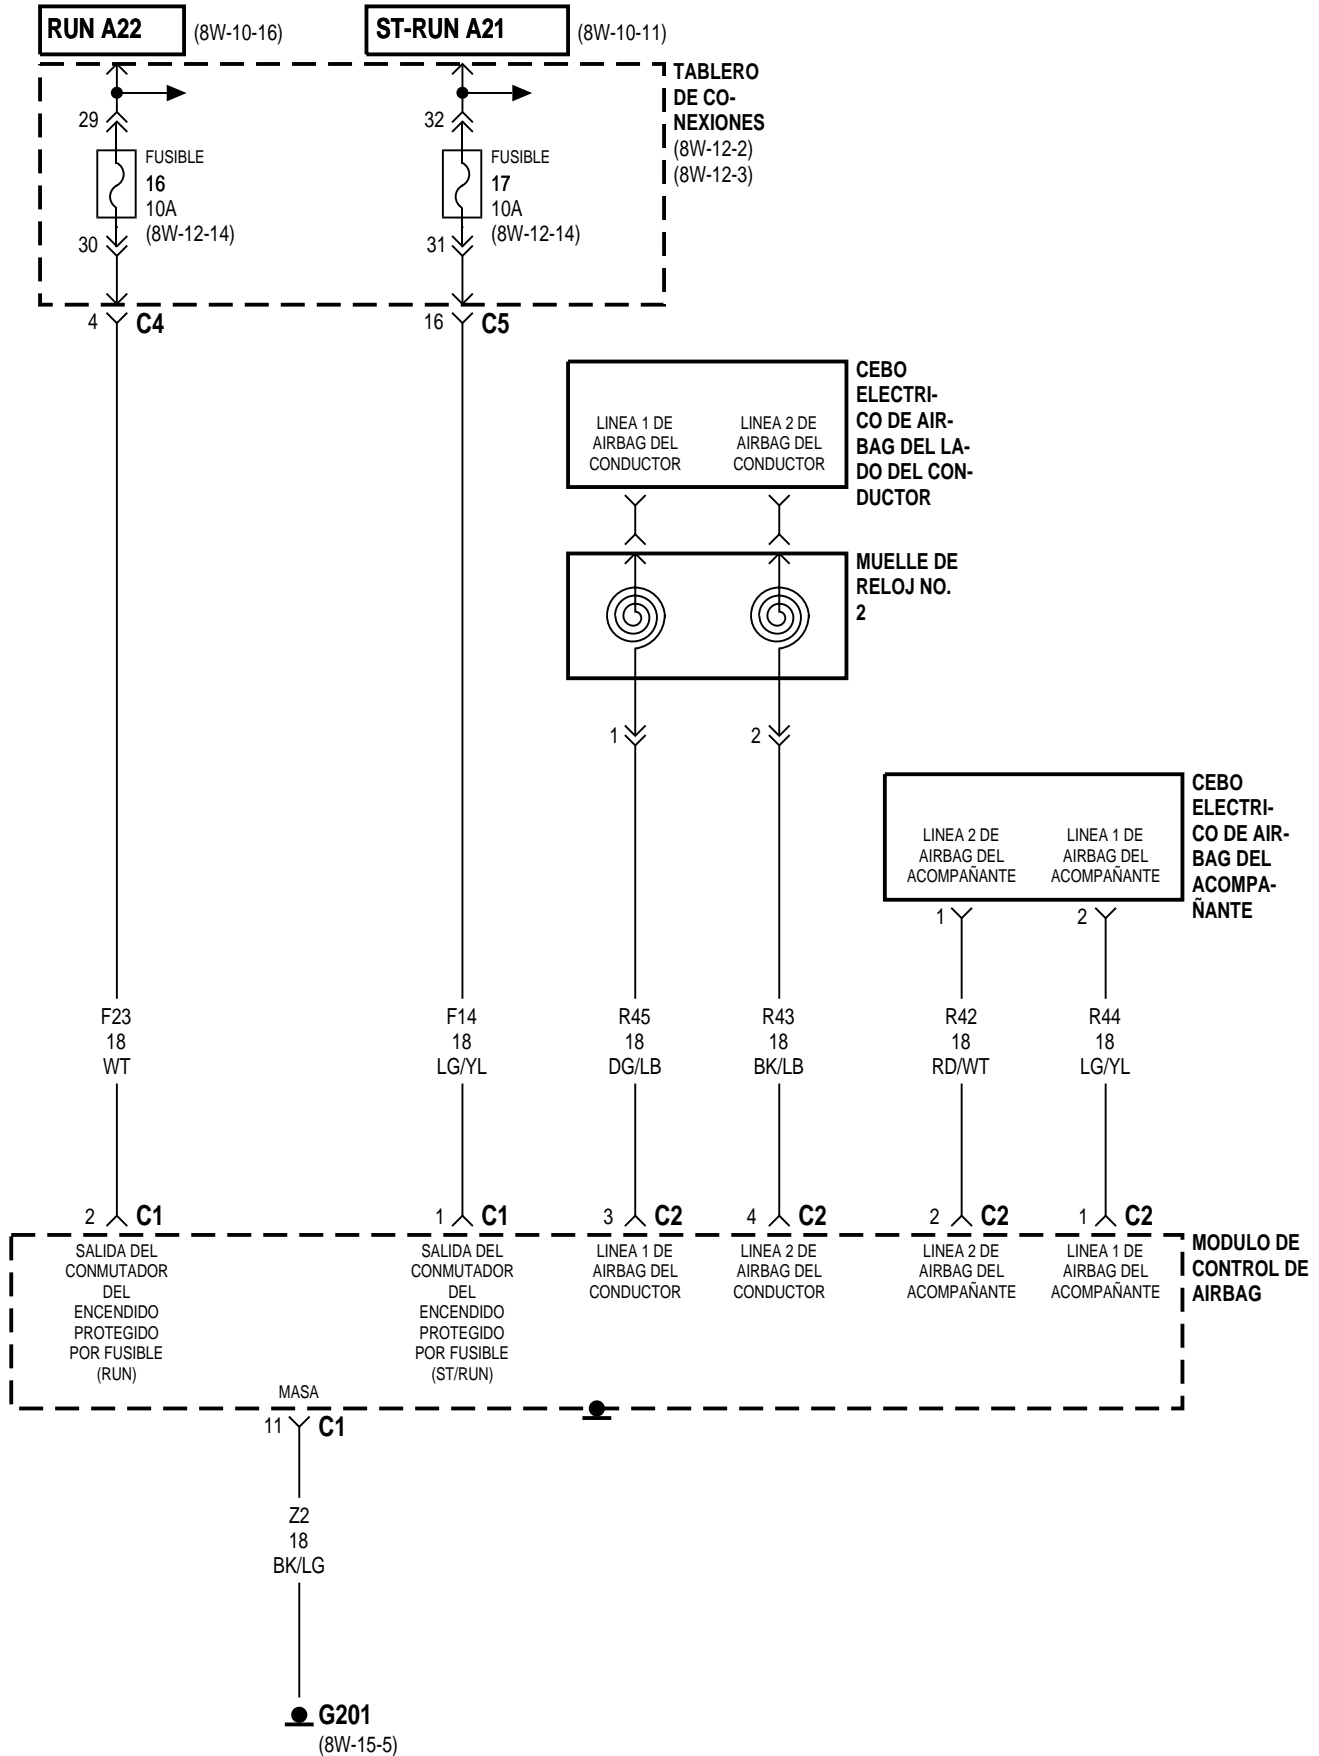 RUN A22
(8W-10-16)
ST-RUN A21
(8W-10-11)
TABLERO
DE CO-
NEXIONES
(8W-12-2)
(8W-12-3)
29
FUSIBLE
16
10A
(8W-12-14)
30
32
FUSIBLE
17
10A
(8W-12-14)
31
4
C4
16
C5
LINEA 1 DE
AIRBAG DEL
CONDUCTOR
LINEA 2 DE
AIRBAG DEL
CONDUCTOR
CEBO
ELECTRI-
CO DE AIR-
BAG DEL LA-
DO DEL CON-
DUCTOR
MUELLE DE
RELOJ NO.
2
1
2
LINEA 2 DE
AIRBAG DEL
ACOMPAÑANTE
LINEA 1 DE
AIRBAG DEL
ACOMPAÑANTE
CEBO
ELECTRI-
CO DE AIR-
BAG DEL
ACOMPA-
ÑANTE
1
2
F23
18
WT
F14
18
LG/YL
R45
18
DG/LB
R43
18
BK/LB
R42
18
RD/WT
R44
18
LG/YL
2
C1
1
C1
3
C2
4
C2
2
C2
1
C2
SALIDA DEL
CONMUTADOR
DEL
ENCENDIDO
PROTEGIDO
POR FUSIBLE
(RUN)
SALIDA DEL
CONMUTADOR
DEL
ENCENDIDO
PROTEGIDO
POR FUSIBLE
(ST/RUN)
LINEA 1 DE
AIRBAG DEL
CONDUCTOR
LINEA 2 DE
AIRBAG DEL
CONDUCTOR
LINEA 2 DE
AIRBAG DEL
ACOMPAÑANTE
LINEA 1 DE
AIRBAG DEL
ACOMPAÑANTE
MODULO DE
CONTROL DE
AIRBAG
MASA
11
C1
Z2
18
BK/LG
G201
(8W-15-5)